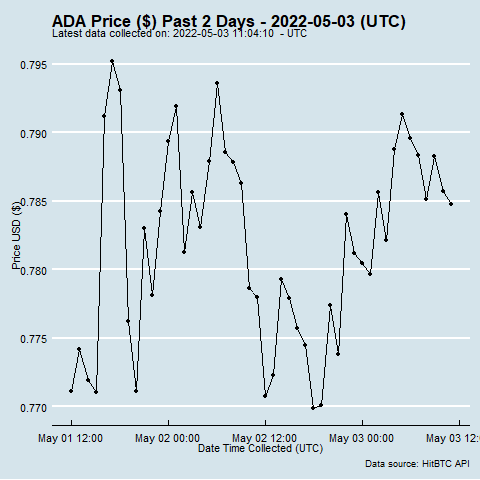 ADA Price ($) Past 2 Days - 2022-05-03 (UTC)
Latest data collected on: 2022-05-03 11:04:10 - UTC
0.795
0.790
0.785
0.780
0.775
0.770
Price USD ($)
May 01 12:00
May 02 00:00
May 02 12:00
May 03 00:00
May 03 12:
Date Time Collected (UTC)
Data source: HitBTC API